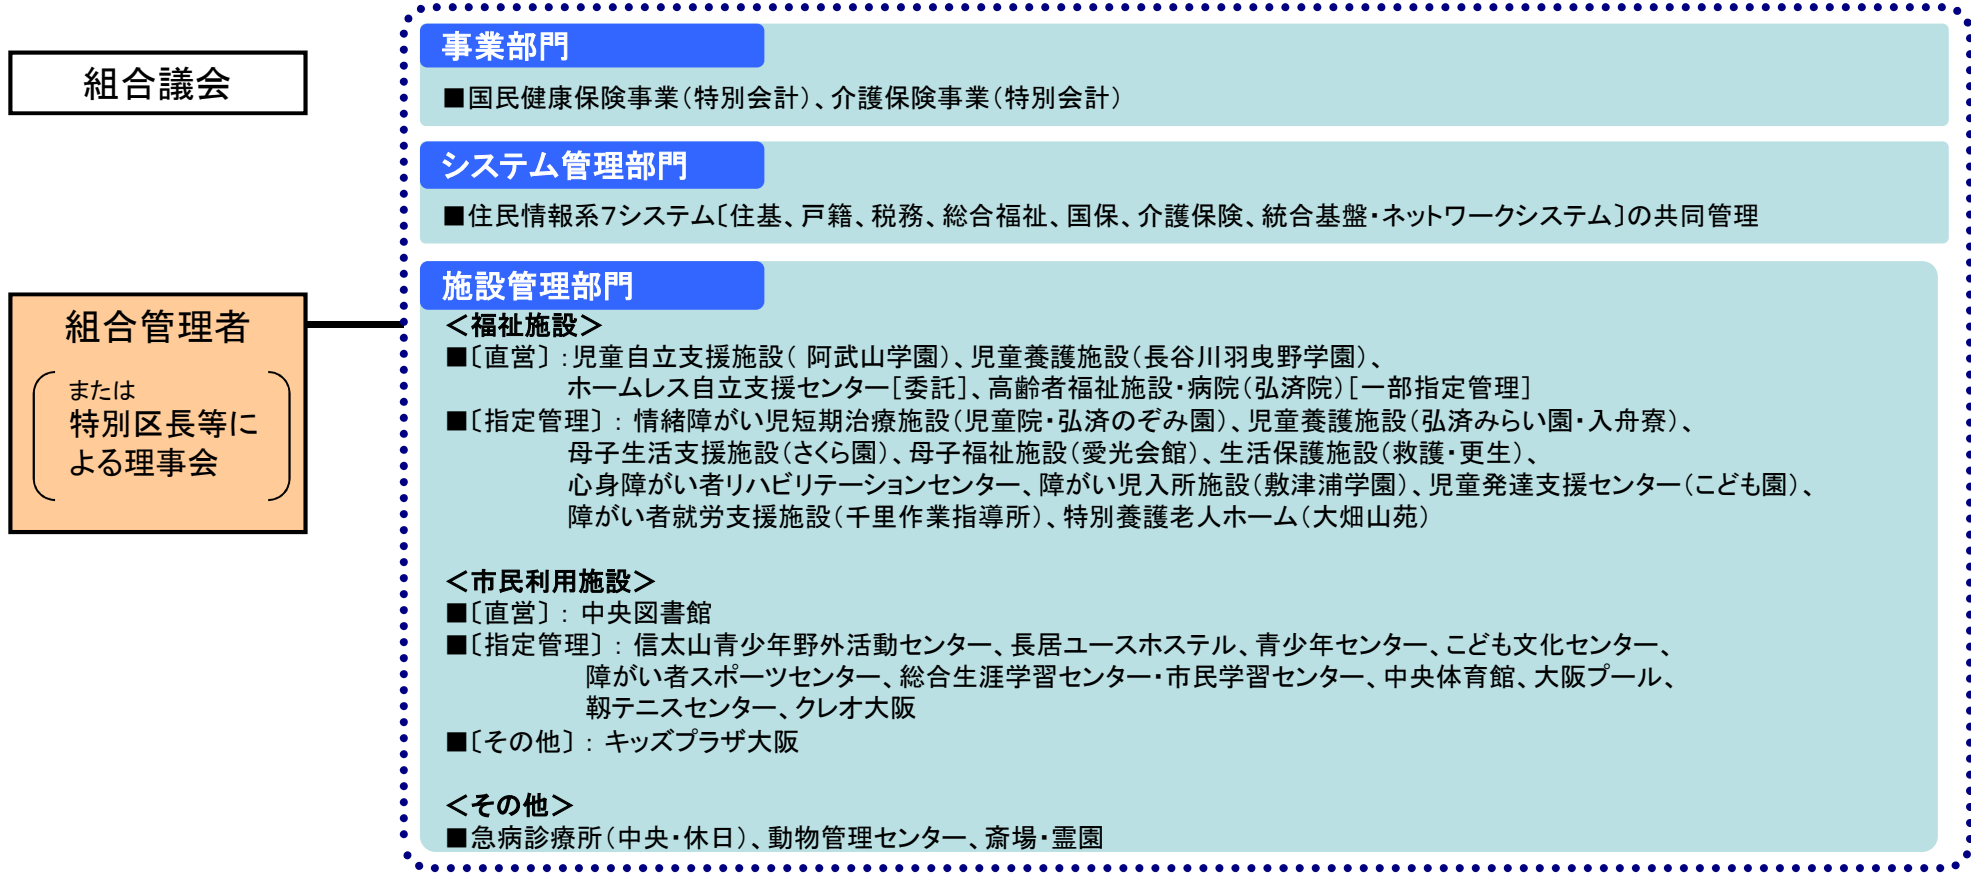 組合議会
組合管理者
または
特別区長等に
よる理事会
事業部門
■国民健康保険事業(特別会計)、介護保険事業(特別会計)
システム管理部門
■住民情報系7システム〔住基、戸籍、税務、総合福祉、国保、介護保険、統合基盤・ネットワークシステム〕の共同管理
施設管理部門
＜福祉施設＞
■〔直営〕：児童自立支援施設( 阿武山学園)、児童養護施設(長谷川羽曳野学園)、
ホームレス自立支援センター[委託]、高齢者福祉施設・病院(弘済院)[一部指定管理]
■〔指定管理〕：情緒障がい児短期治療施設(児童院・弘済のぞみ園)、児童養護施設(弘済みらい園・入舟寮)、
母子生活支援施設(さくら園)、母子福祉施設(愛光会館)、生活保護施設(救護・更生)、
心身障がい者リハビリテーションセンター、障がい児入所施設(敷津浦学園)、児童発達支援センター(こども園)、
障がい者就労支援施設(千里作業指導所)、特別養護老人ホーム(大畑山苑)
＜市民利用施設＞
■〔直営〕：中央図書館
■〔指定管理〕：信太山青少年野外活動センター、長居ユースホステル、青少年センター、こども文化センター、
障がい者スポーツセンター、総合生涯学習センター・市民学習センター、中央体育館、大阪プール、
靱テニスセンター、クレオ大阪
■〔その他〕：キッズプラザ大阪
＜その他＞
■急病診療所(中央・休日)、動物管理センター、斎場・霊園